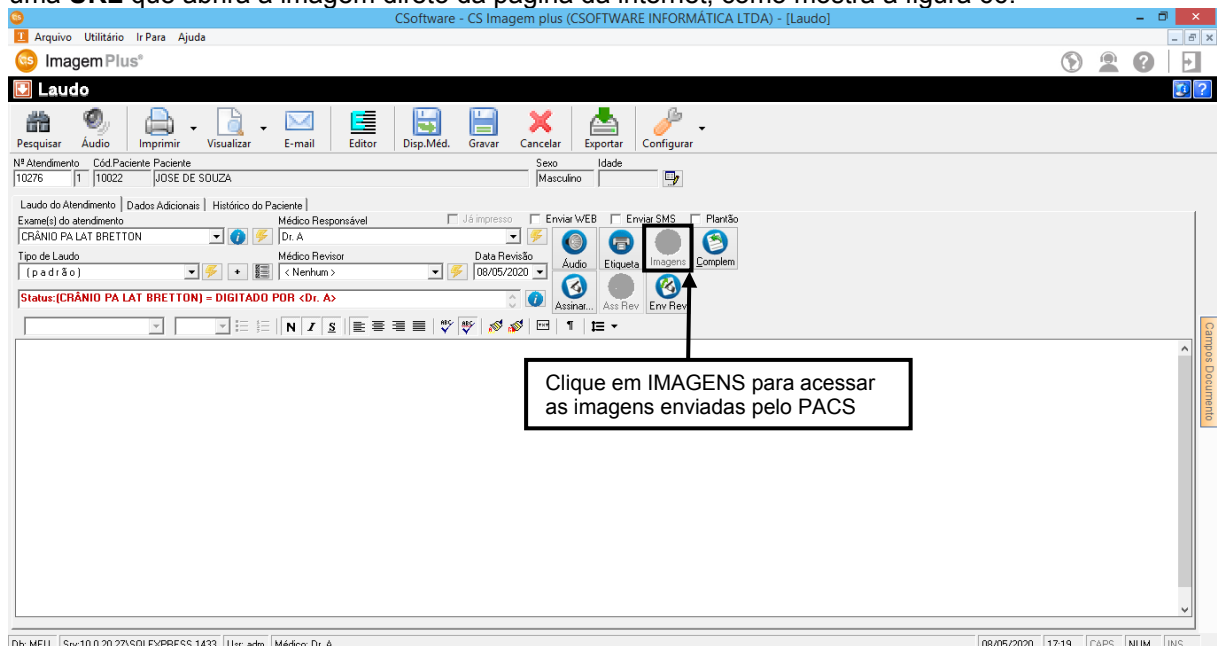 uma URL que abrirá a imagem direto da página da internet, como mostra a figura
CSoftware - CS Imagem plus (CSOFTWARE INFORMÁTICA LTDA) - [Laudo]
Arquivo Utilitário Ir Para Ajuda
cs ImagemPlus®
Laudo
Pesquisar Áudio Imprimir Visualizar E-mail Editor Disp.Méd. Gravar Cancelar Exportar Configurar
Nª Atendimento Cód.Paciente Paciente Sexo Idade
10276 1 10022 JOSE DE SOUZA Masculino
Laudo do Atendimento Dados Adicionais Histórico do Paciente
Exame(s) do atendimento Médico Responsável Já impresso Enviar WEB Enviar SMS Plantão
CRÂNIO PA LAT BRETTON Dr. A
Tipo de Laudo Médico Revisor Data Revisão
(padrão) < Nenhum > 08/05/2020
Áudio Etiqueta Imagens Complem
Status:(CRÂNIO PA LAT BRETTON) = DIGITADO POR <Dr. A>
Assinar... Ass Rev Env Rev
N I S ABC ABC
Campos Documento
Clique em IMAGENS para acessar
as imagens enviadas pelo PACS
Db: MEU Srv:10.0.20.27\SQLEXPRESS,1433 Usr: adm Médico: Dr. A 08/05/2020 17:19 CAPS NUM INS